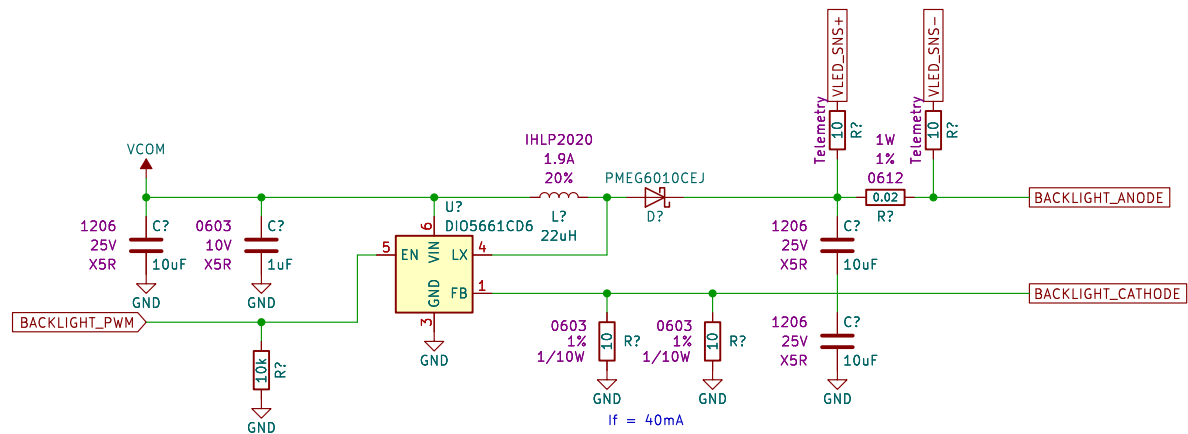 VLED_SNS+
VLED_SNS-
Telemetry
10
R?
Telemetry
10
R?
IHLP2020
1.9A
20%
L?
22uH
PMEG6010CEJ
D?
1W
1%
0612
0.02
R?
BACKLIGHT_ANODE
VCOM
1206
25V
X5R
C?
10uF
GND
0603
10V
X5R
C?
1uF
GND
U?
DIO5661CD6
6
VIN
5
EN
LX
4
FB
1
GND
3
GND
1206
25V
X5R
C?
10uF
BACKLIGHT_CATHODE
BACKLIGHT_PWM
10k
R?
GND
0603
1%
1/10W
10
R?
GND
0603
1%
1/10W
10
R?
GND
1206
25V
X5R
C?
10uF
GND
If = 40mA